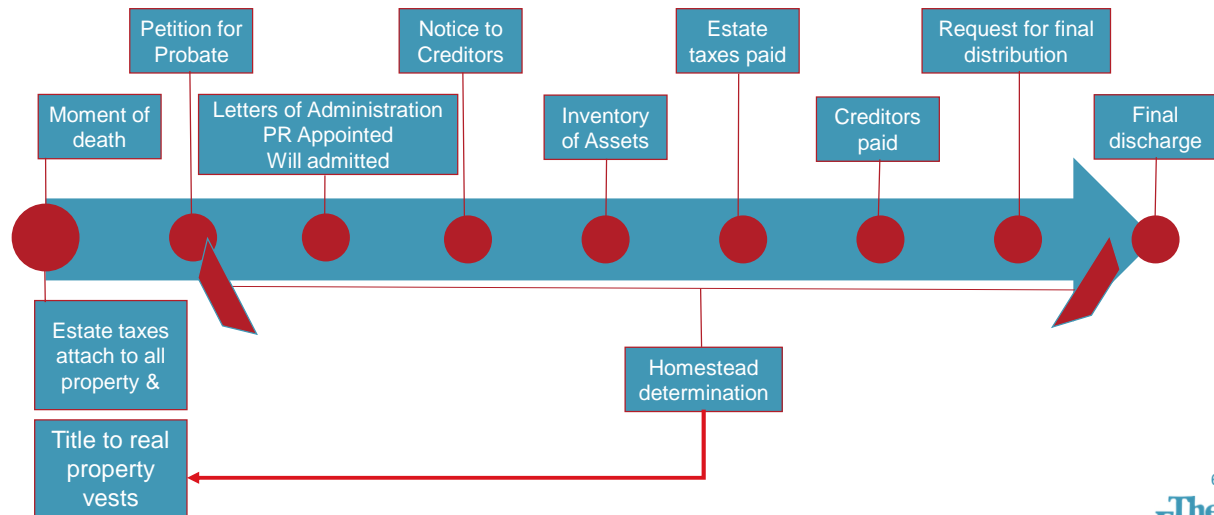 Petition for
Probate
Notice to
Creditors
Estate
taxes paid
Request for final
distribution
Moment of
death
Letters of Administration
PR Appointed
Will admitted
Inventory
of Assets
Creditors
paid
Final
discharge
Estate taxes
attach to all
property &
Homestead
determination
Title to real
property
vests
The